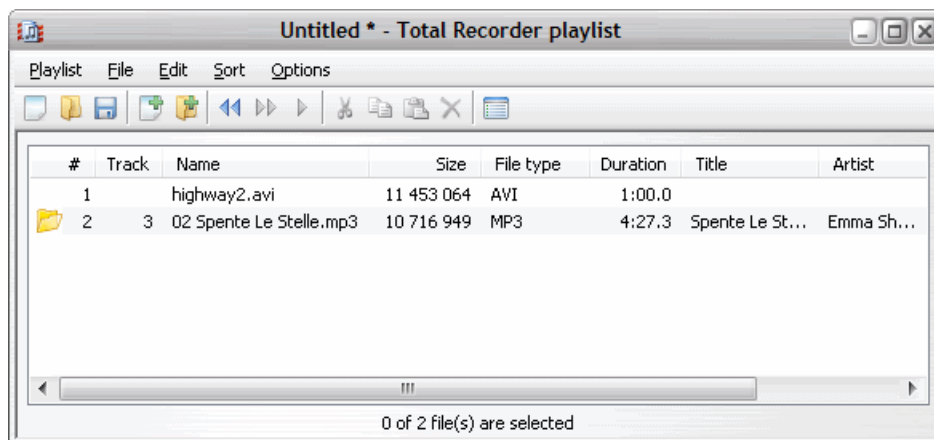 Untitled * - Total Recorder playlist
Playlist File Edit Sort Options
# Track Name Size File type Duration Title Artist
1 highway2.avi 11 453 064 AVI 1:00.0
2 3 02 Spente Le Stelle.mp3 10 716 949 MP3 4:27.3 Spente Le St... Emma Sh...
0 of 2 file(s) are selected